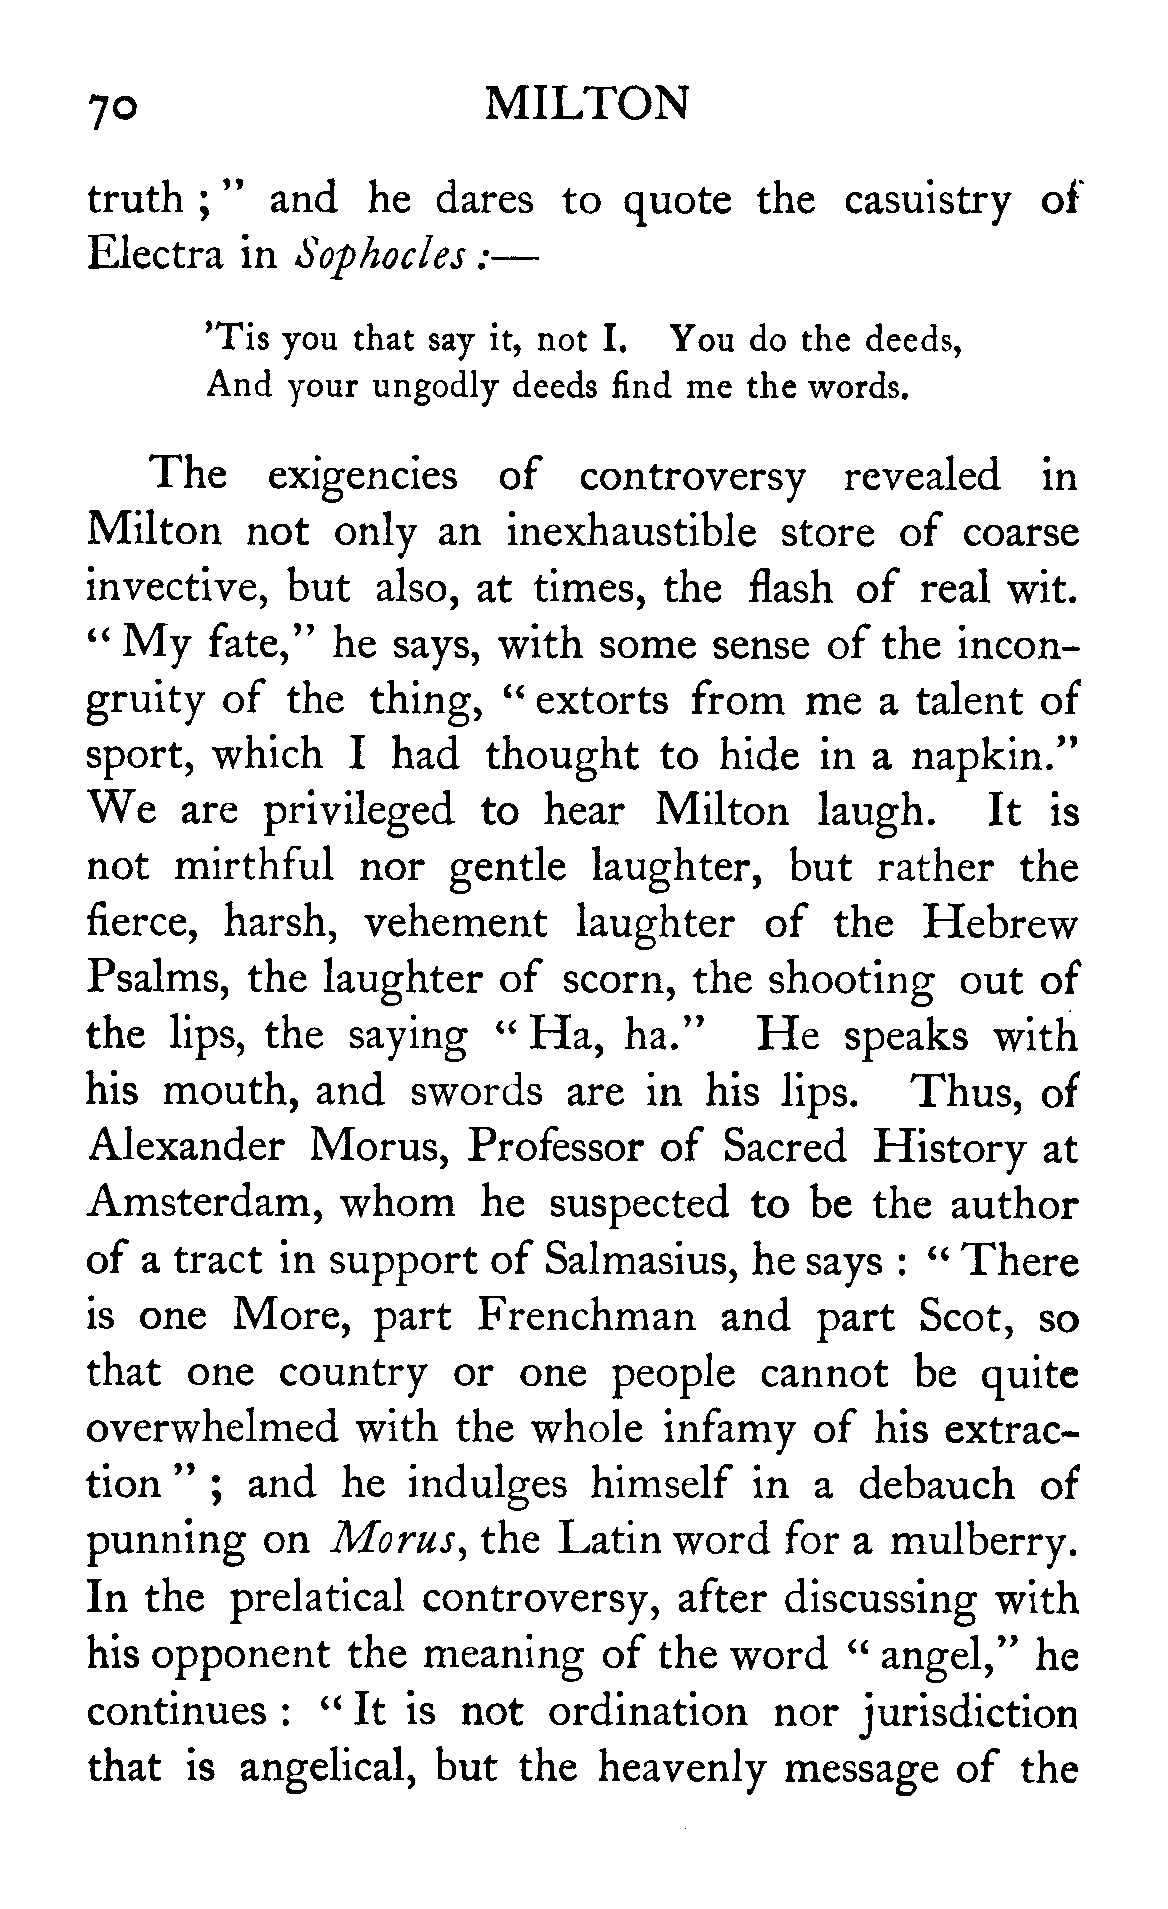 70 MILTON
truth ; " and he dares to quote the casuistry of
Electra in Sophocles :—
'Tis you that say it, not I. You do the deeds,
And your ungodly deeds find me the words.
The exigencies of controversy revealed in
Milton not only an inexhaustible store of coarse
invective, but also, at times, the flash of real wit.
" My fate," he says, with some sense of the incon-
gruity of the thing, " extorts from me a talent of
sport, which I had thought to hide in a napkin."
We are privileged to hear Milton laugh. It is
not mirthful nor gentle laughter, but rather the
fierce, harsh, vehement laughter of the Hebrew
Psalms, the laughter of scorn, the shooting out of
the lips, the saying " Ha, ha." He speaks with
his mouth, and swords are in his lips. Thus, of
Alexander Morus, Professor of Sacred History at
Amsterdam, whom he suspected to be the author
of a tract in support of Salmasius, he says : " There
is one More, part Frenchman and part Scot, so
that one country or one people cannot be quite
overwhelmed with the whole infamy of his extrac-
tion " ; and he indulges himself in a debauch of
punning on Morus, the Latin word for a mulberry.
In the prelatical controversy, after discussing with
his opponent the meaning of the word " angel," he
continues : " It is not ordination nor jurisdiction
that is angelical, but the heavenly message of the